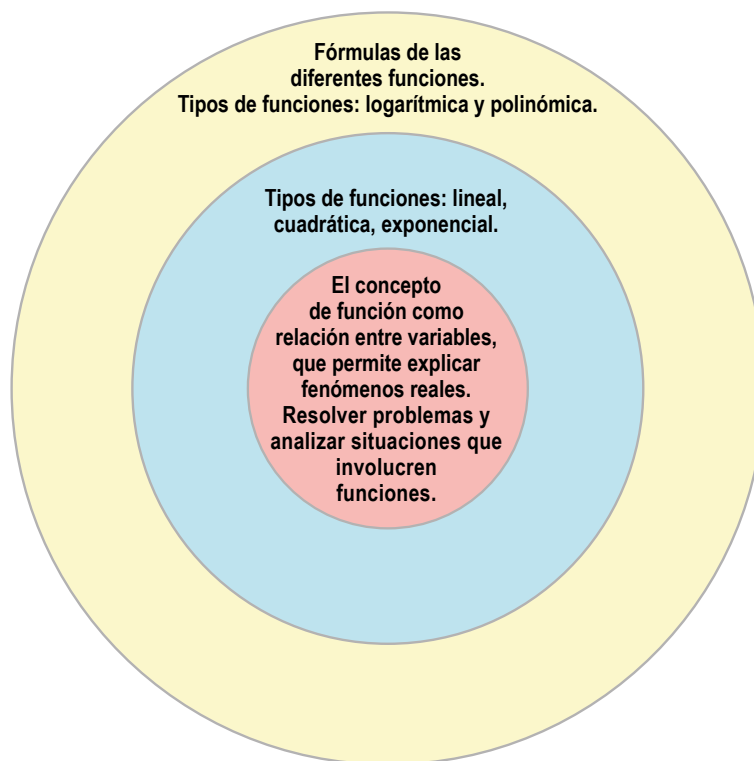 Fórmulas de las
diferentes funciones.
Tipos de funciones: logarítmica y polinómica.
Tipos de funciones: lineal,
cuadrática, exponencial.
El concepto
de función como
relación entre variables,
que permite explicar
fenómenos reales.
Resolver problemas y
analizar situaciones que
involucren
funciones.